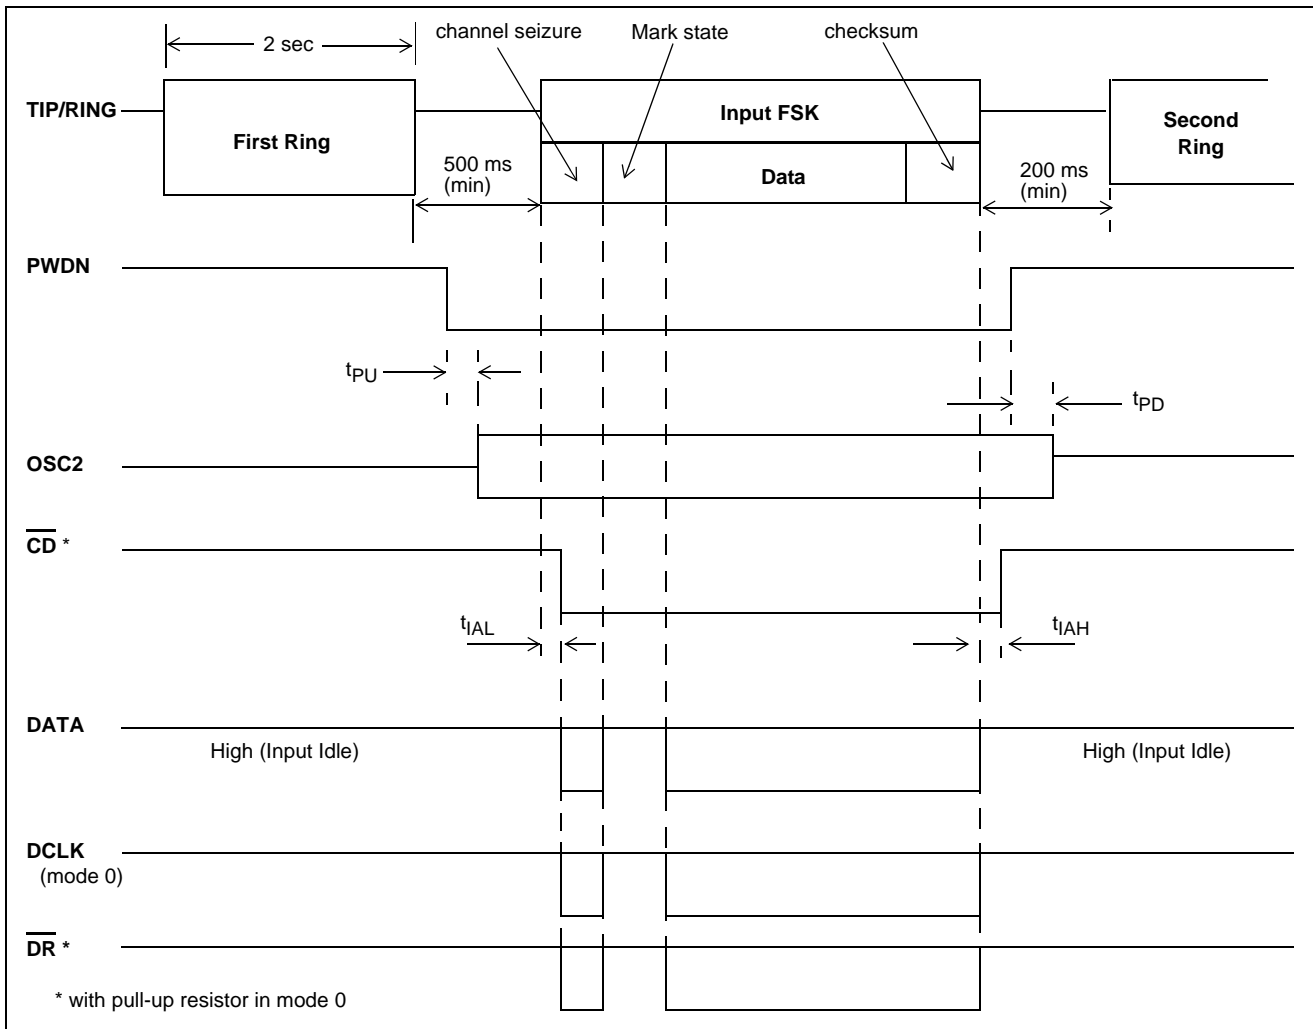 2 sec
channel seizure
Mark state
checksum
TIP/RING
First Ring
Input FSK
Second
Ring
500 ms
(min)
Data
200 ms
(min)
PWDN
tPU
tPD
OSC2
CD *
tIAL
tIAH
DATA
High (Input Idle)
High (Input Idle)
DCLK
(mode 0)
DR *
* with pull-up resistor in mode 0